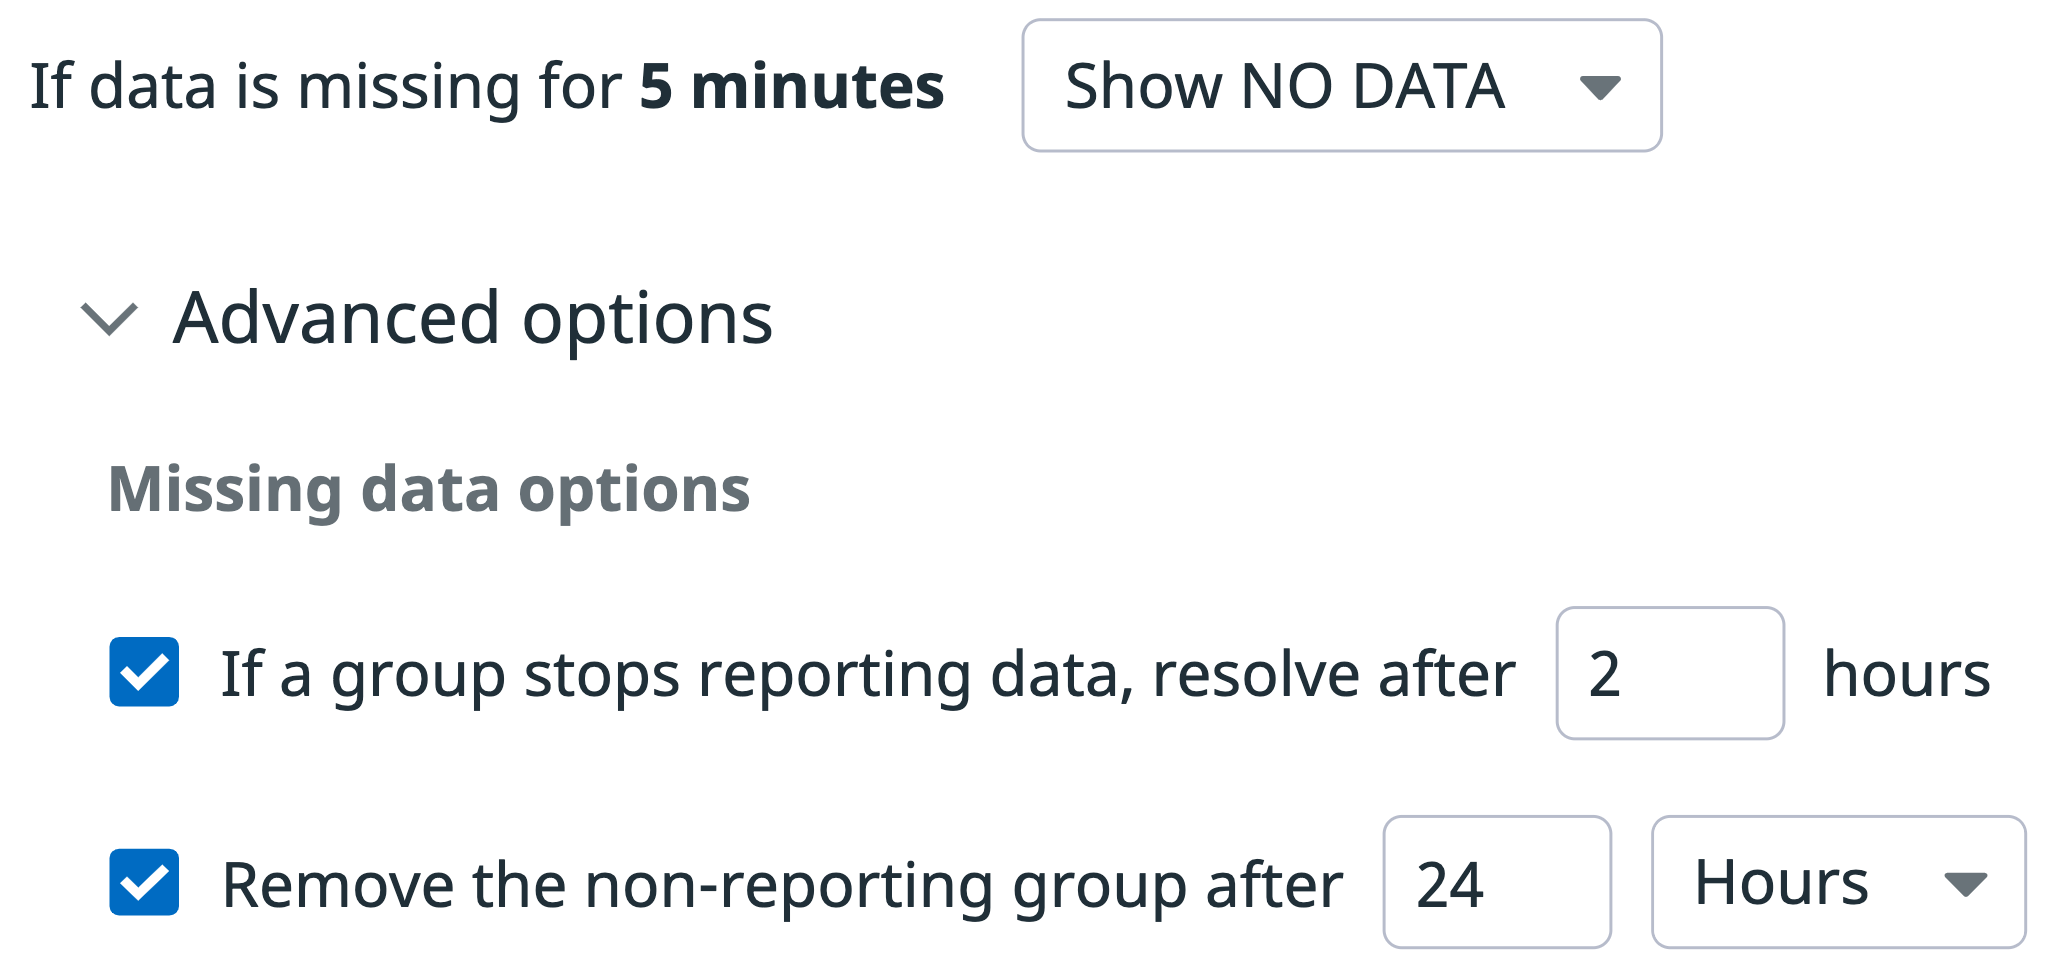 If data is missing for 5 minutes Show NO DATA
Advanced options
Missing data options
If a group stops reporting data, resolve after 2 hours
Remove the non-reporting group after 24 Hours